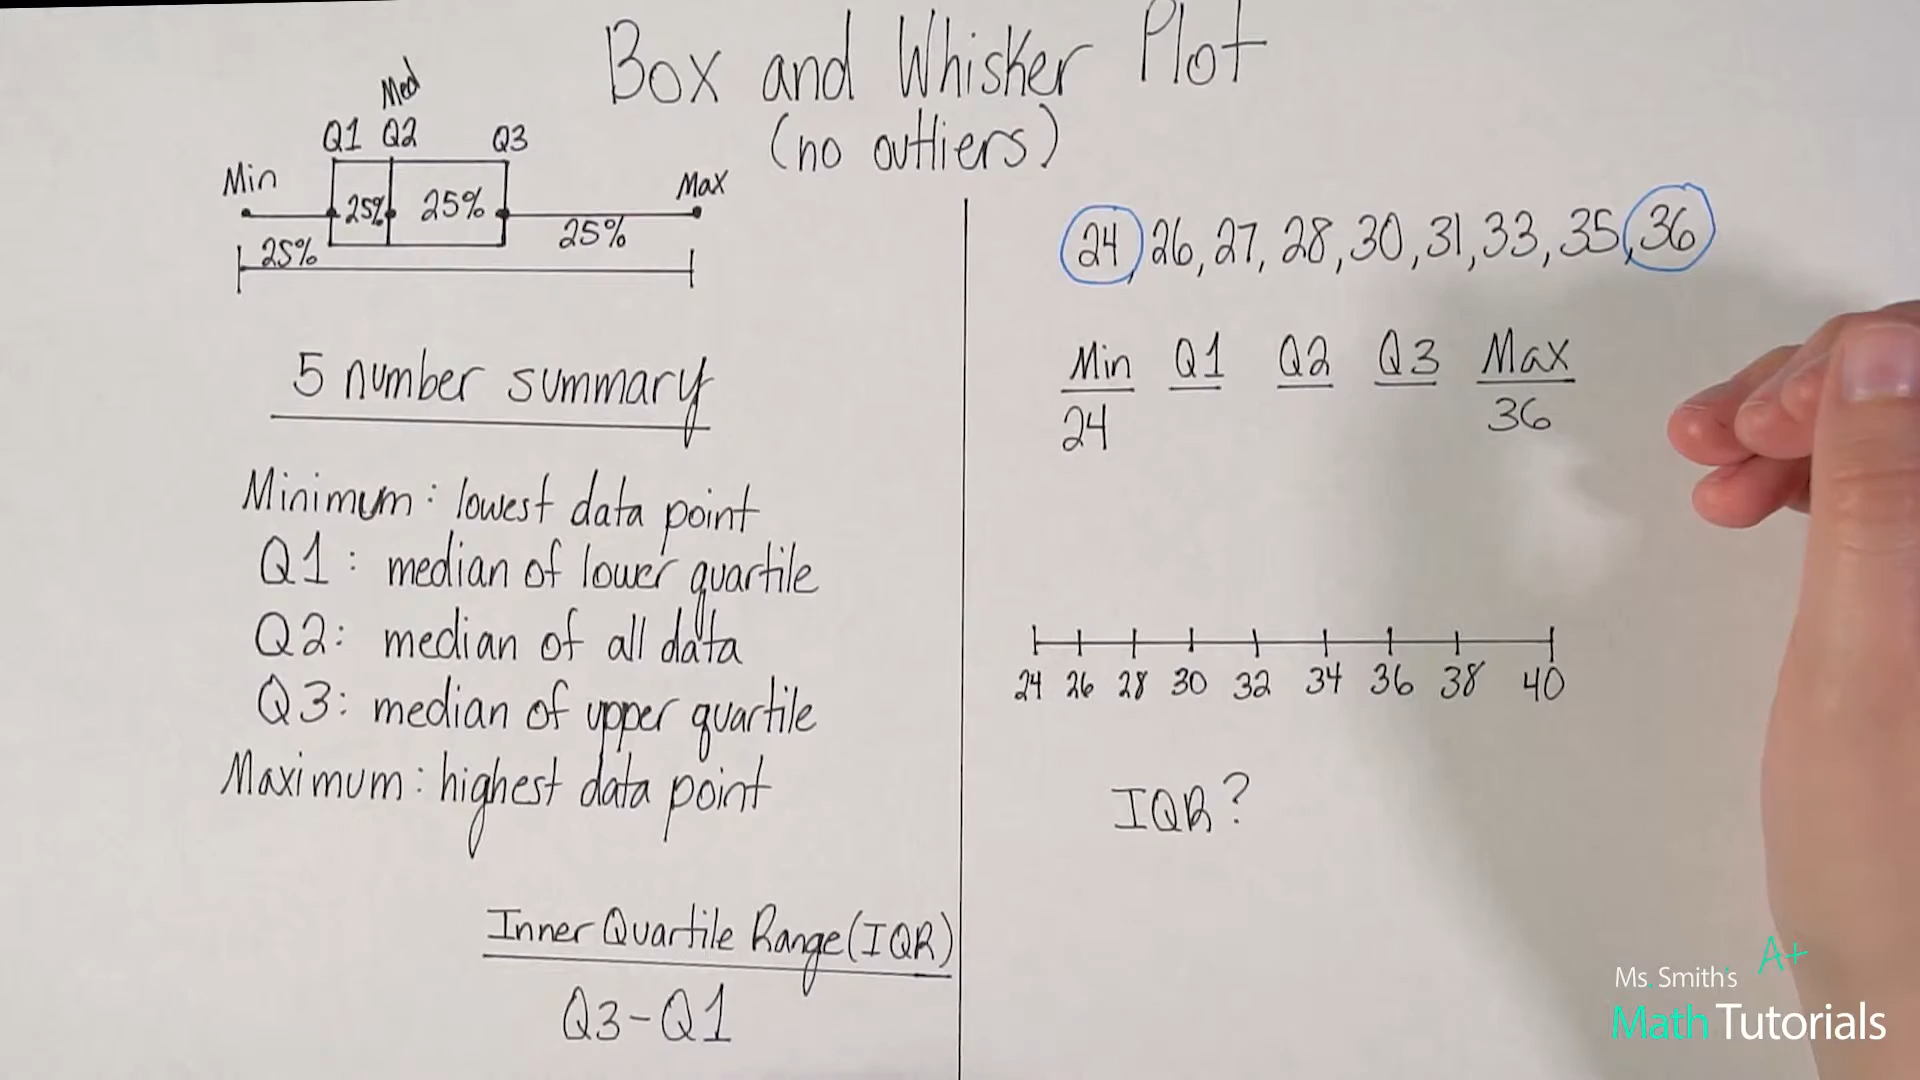 Box and Whisker Plot
(no outliers)
Med
Q1 Q2 Q3
Min Max
25% 25%
25% 25%
5 number summary
Minimum: lowest data point
Q1: median of lower quartile
Q2: median of all data
Q3: median of upper quartile
Maximum: highest data point
Inner Quartile Range (IQR)
Q3-Q1
24, 26, 27, 28, 30, 31, 33, 35, 36
Min Q1 Q2 Q3 Max
24 36
24 26 28 30 32 34 36 38 40
IQR?
A+
Ms. Smith's
Math Tutorials